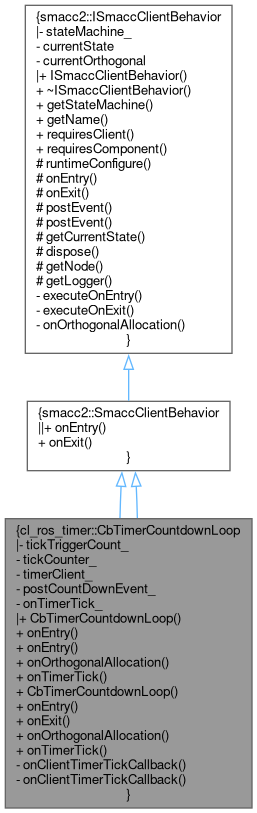 {smacc2::ISmaccClientBehavior
|- stateMachine_
- currentState
- currentOrthogonal
|+ ISmaccClientBehavior()
+ ~ISmaccClientBehavior()
+ getStateMachine()
+ getName()
+ requiresClient()
+ requiresComponent()
# runtimeConfigure()
# onEntry()
# onExit()
# postEvent()
# postEvent()
# getCurrentState()
# dispose()
# getNode()
# getLogger()
- executeOnEntry()
- executeOnExit()
- onOrthogonalAllocation()
}
{smacc2::SmaccClientBehavior
||+ onEntry()
+ onExit()
}
{cl_ros_timer::CbTimerCountdownLoop
|- tickTriggerCount_
- tickCounter_
- timerClient_
- postCountDownEvent_
- onTimerTick_
|+ CbTimerCountdownLoop()
+ onEntry()
+ onEntry()
+ onOrthogonalAllocation()
+ onTimerTick()
+ CbTimerCountdownLoop()
+ onEntry()
+ onExit()
+ onOrthogonalAllocation()
+ onTimerTick()
- onClientTimerTickCallback()
- onClientTimerTickCallback()
}